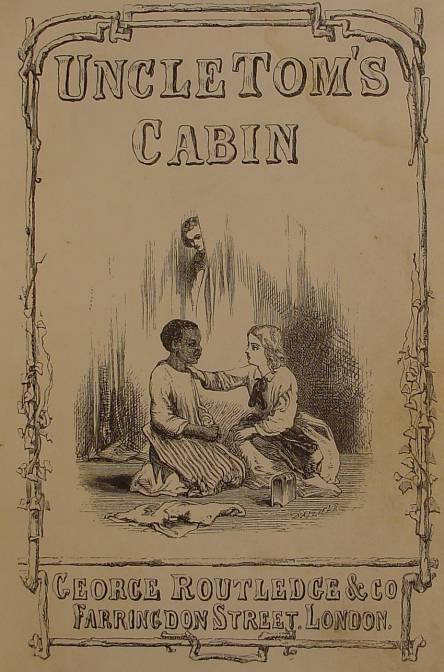 UNCLE TOM'S
CABIN
GEORGE ROUTLEDGE & CO
FARRINGDON STREET. LONDON.